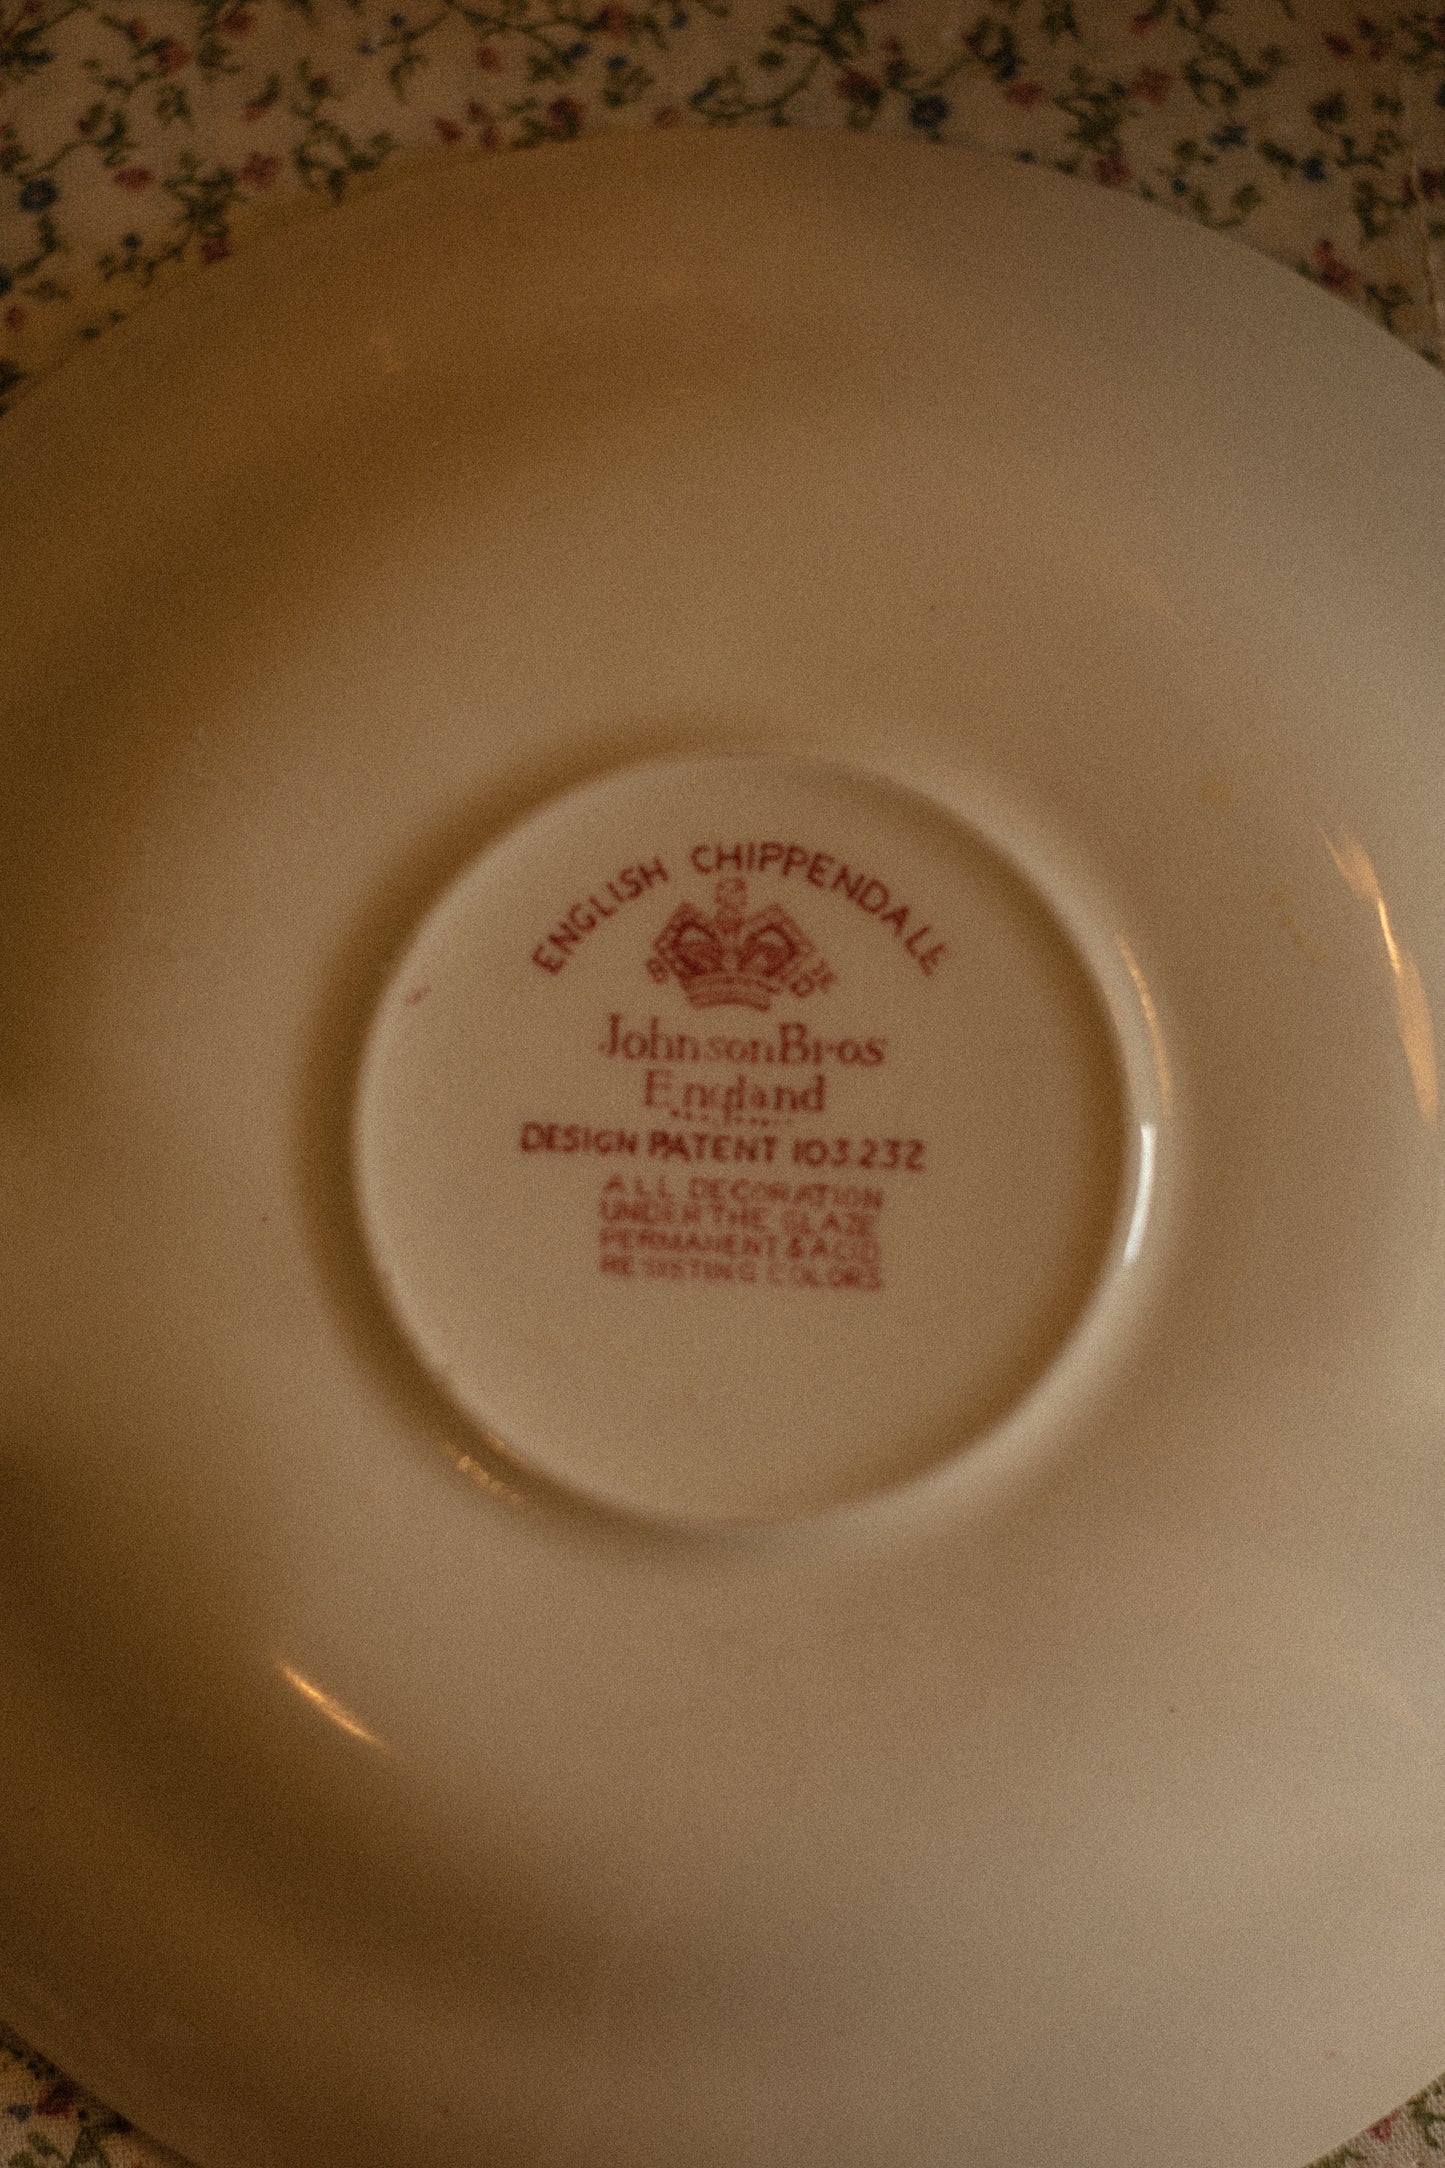 ENGLISH CHIPPENDALE
Johnson Bros
England
DESIGN PATENT 103.232
ALL DECORATION
UNDER THE GLAZE
PERMANENT & ACID
RESISTING COLORS